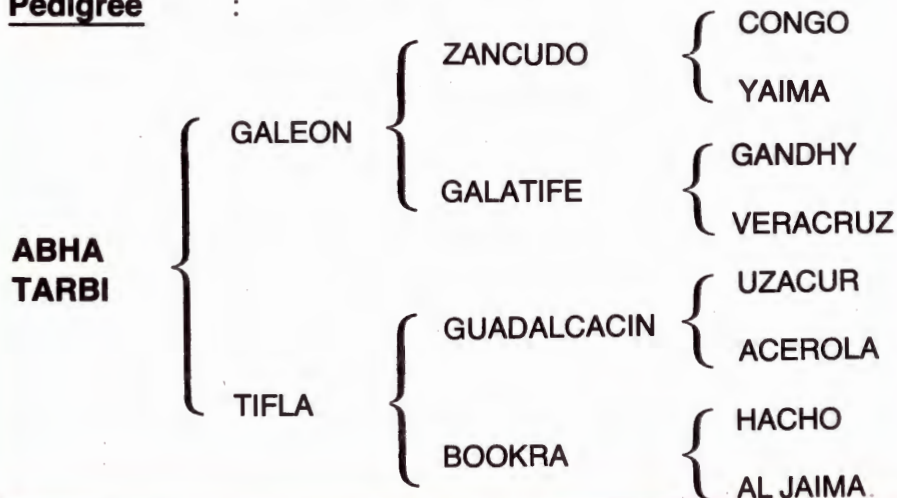 Pedigree :
CONGO
ZANCUDO
YAIMA
GALEON
GANDHY
GALATIFE
VERACRUZ
ABHA
TARBI
UZACUR
GUADALCACIN
ACEROLA
TIFLA
HACHO
BOOKRA
AL JAIMA